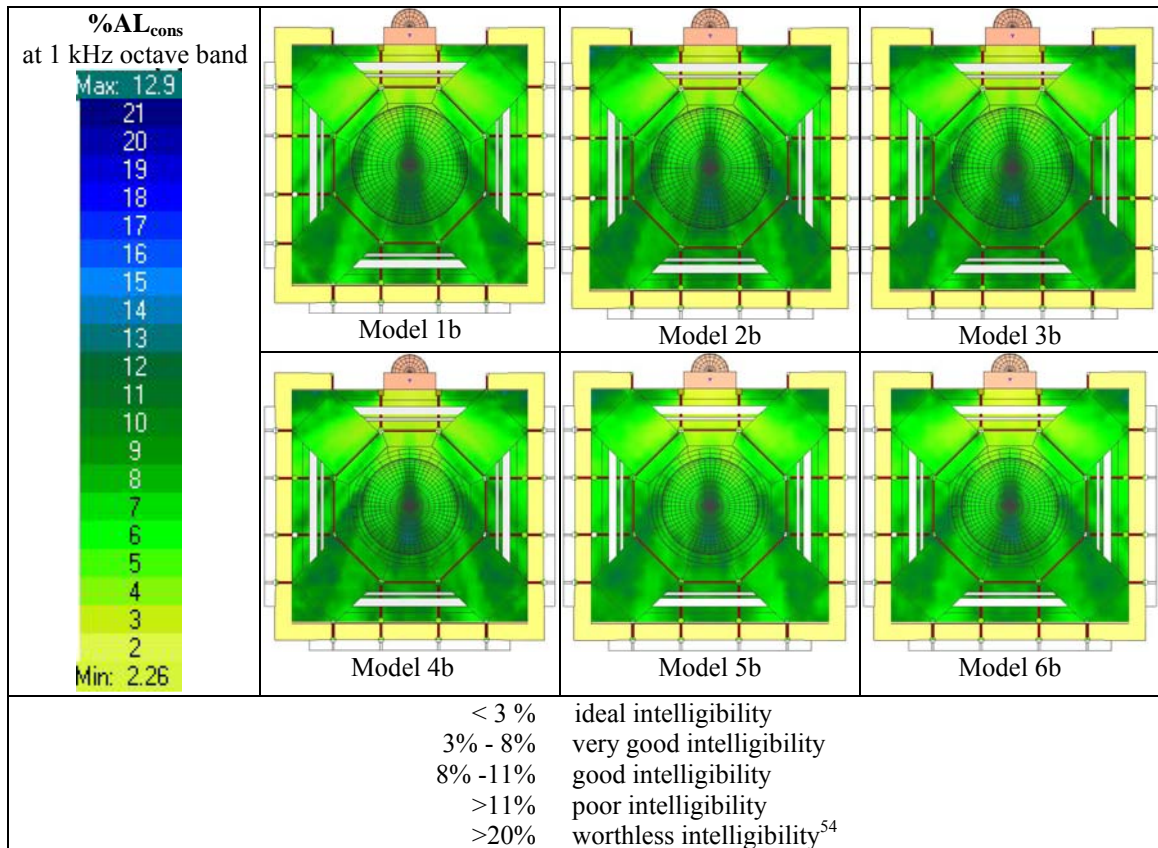 %ALcons
at 1 kHz octave band
Max: 12.9
21
20
19
18
17
16
15
14
13
12
11
10
9
8
7
6
5
4
3
2
Min: 2.26
Model 1b
Model 2b
Model 3b
Model 4b
Model 5b
Model 6b
< 3 % ideal intelligibility
3% - 8% very good intelligibility
8% -11% good intelligibility
>11% poor intelligibility
>20% worthless intelligibility54